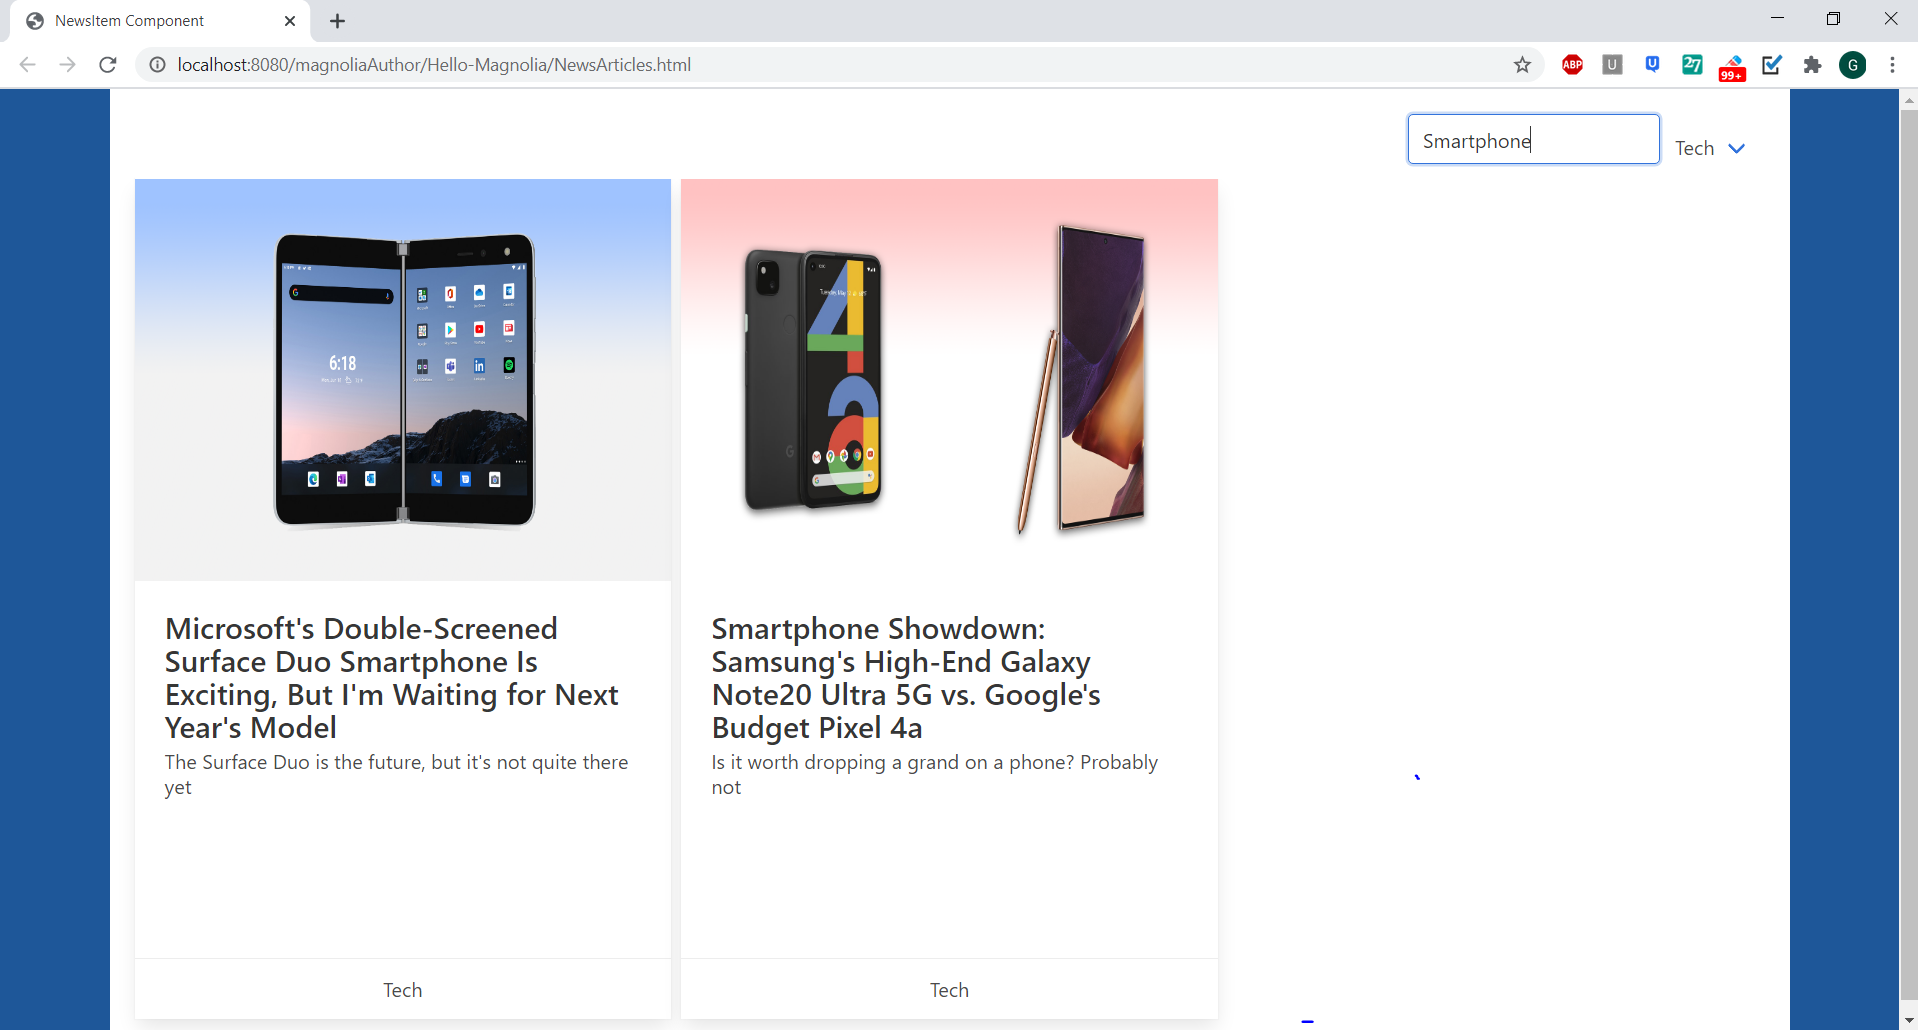 NewsItem Component
localhost:8080/magnoliaAuthor/Hello-Magnolia/NewsArticles.html
ABP
U
U
27
99+
G
Smartphone
Tech
6:18
G
Microsoft's Double-Screened
Surface Duo Smartphone Is
Exciting, But I'm Waiting for Next
Year's Model
The Surface Duo is the future, but it's not quite there
yet
Tech
Smartphone Showdown:
Samsung's High-End Galaxy
Note20 Ultra 5G vs. Google's
Budget Pixel 4a
Is it worth dropping a grand on a phone? Probably
not
Tech